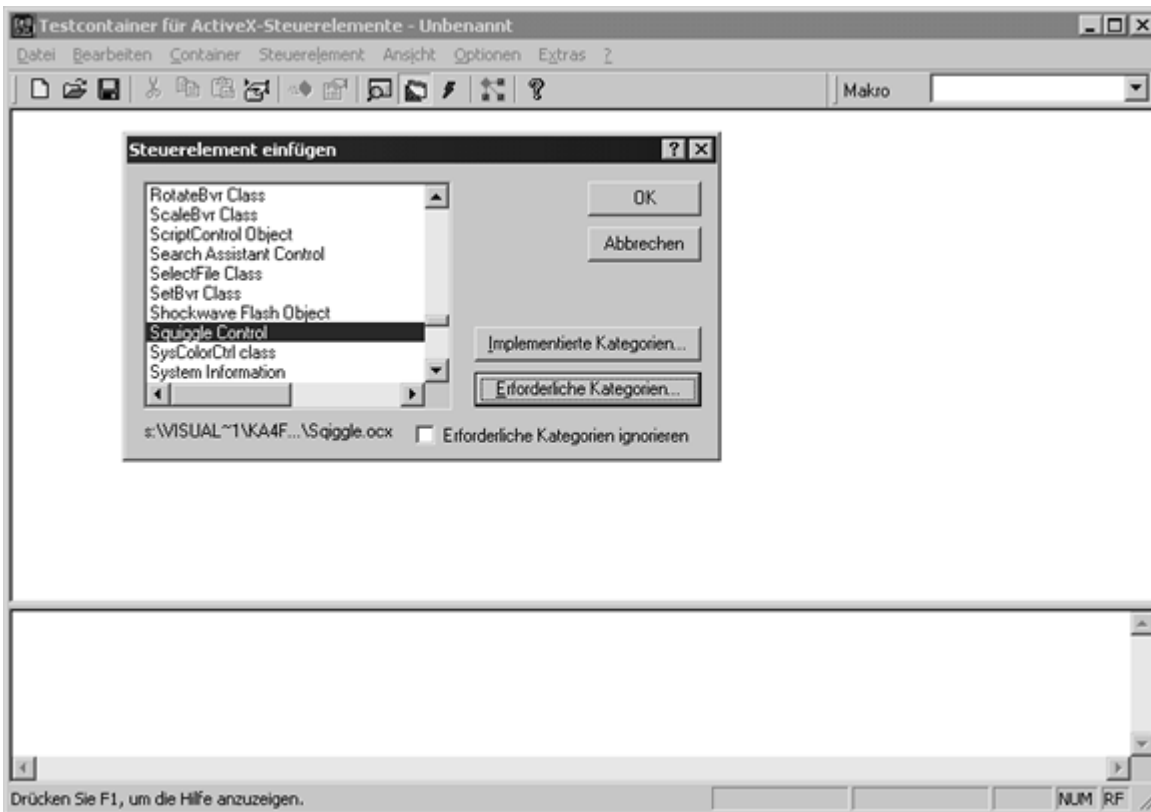 Testcontainer für ActiveX-Steuerelemente - Unbenannt
Datei Bearbeiten Container Steuerelement Ansicht Optionen Extras ?
Makro
Steuerelement einfügen
RotateBvr Class
ScaleBvr Class
ScriptControl Object
Search Assistant Control
SelectFile Class
SetBvr Class
Shockwave Flash Object
Squiggle Control
SysColorCtrl class
System Information
OK
Abbrechen
Implementierte Kategorien...
Erforderliche Kategorien...
s:\VISUAL~1\KA4F...\Sqiggle.ocx
Erforderliche Kategorien ignorieren
Drücken Sie F1, um die Hilfe anzuzeigen.
NUM RF